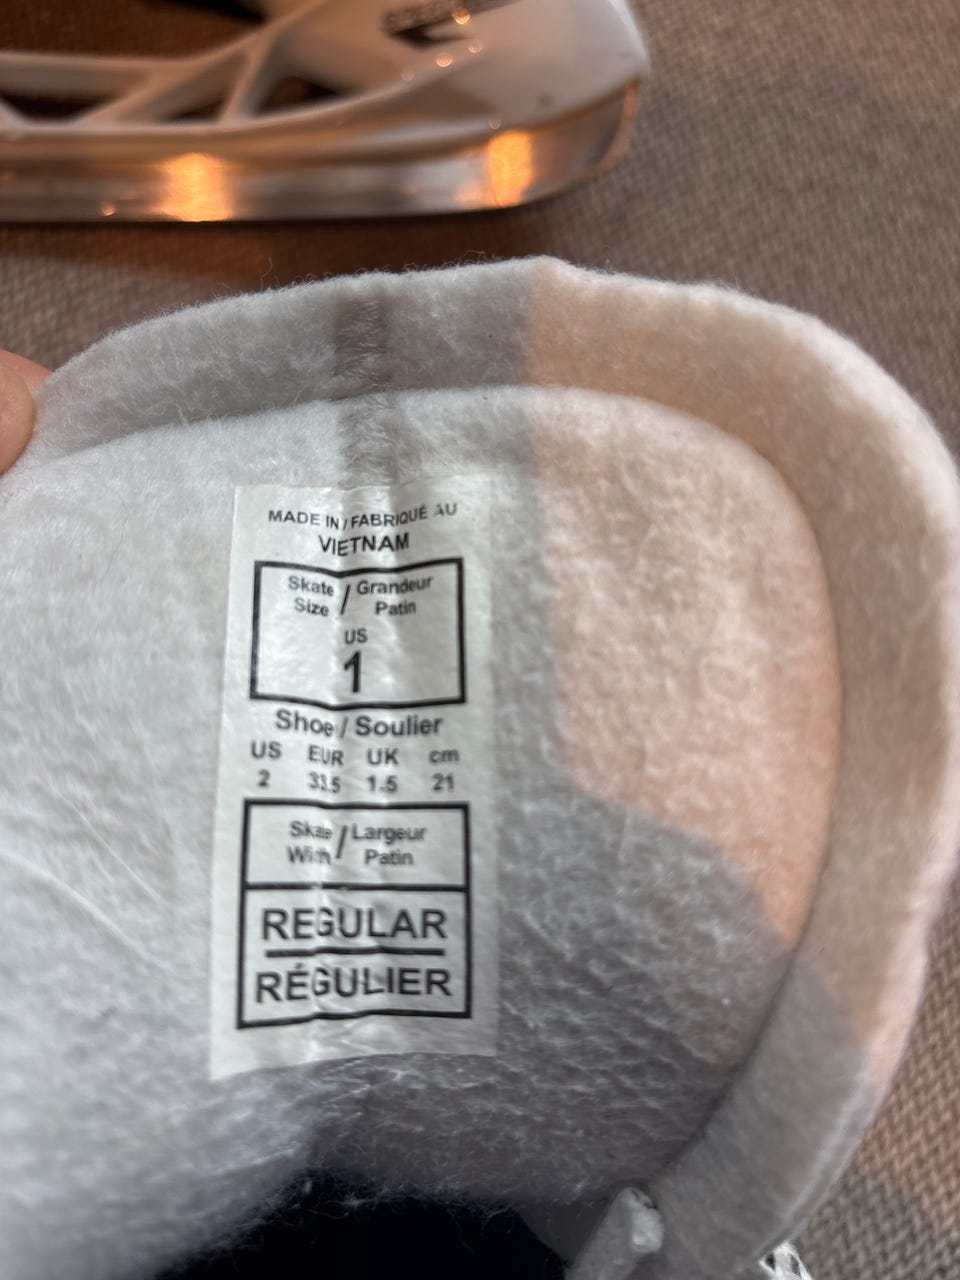 MADE IN / FABRIQUÉ AU
VIETNAM
Skate / Grandeur
Size Patin
US
1
Shoe / Soulier
US EUR UK cm
2 33.5 1.5 21
Skate / Largeur
Width Patin
REGULAR
RÉGULIER